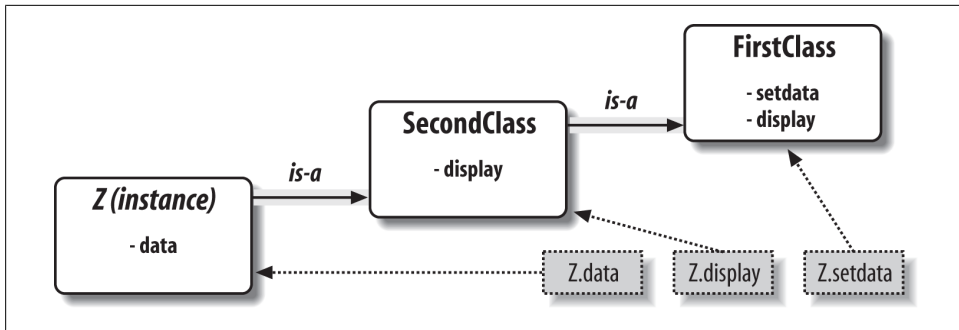 FirstClass
- setdata
- display
is-a
SecondClass
- display
is-a
Z (instance)
- data
Z.data
Z.display
Z.setdata